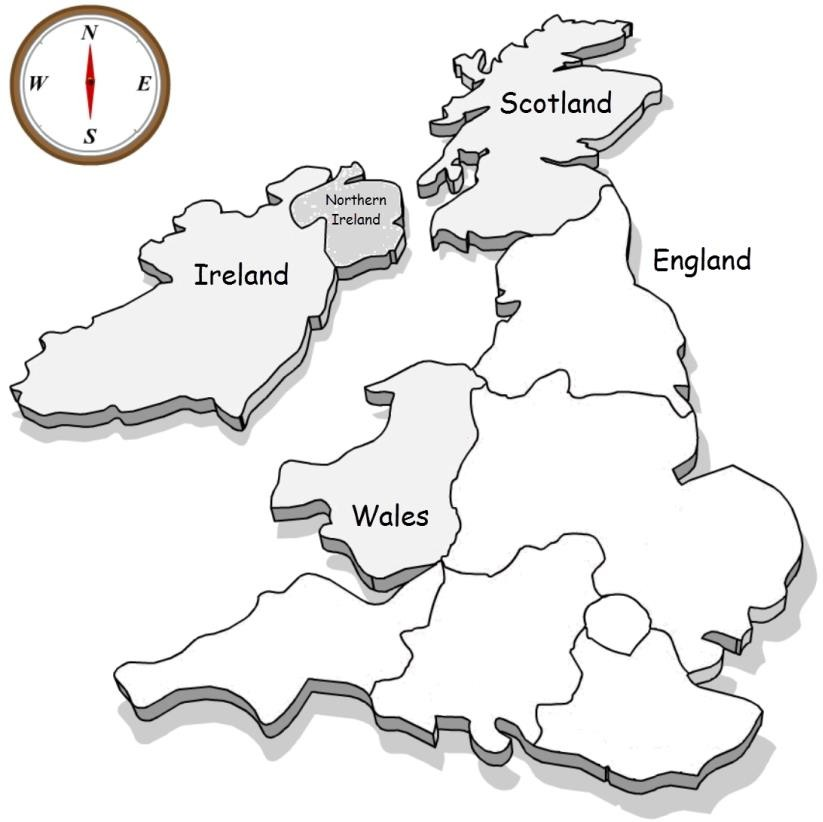 N
W E
S
Scotland
Northern
Ireland
Ireland
England
Wales